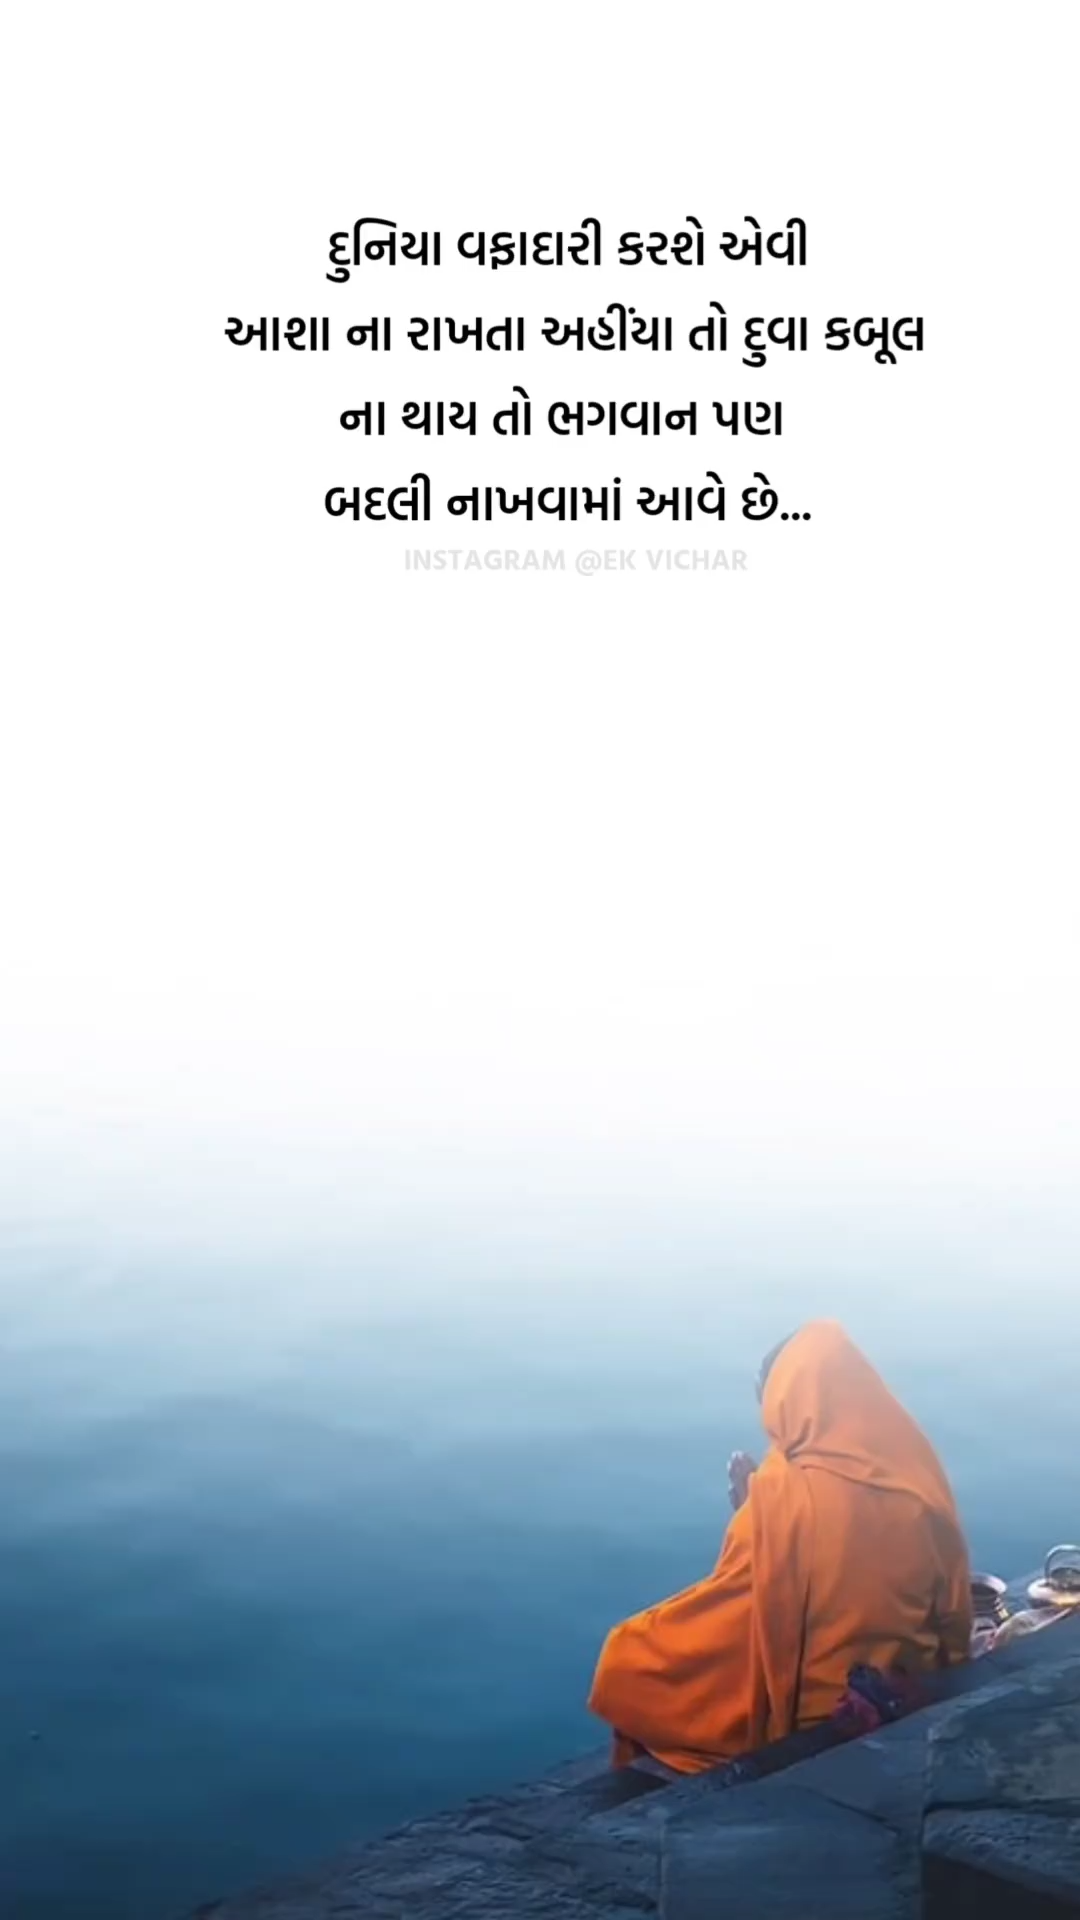 દુનિયા વફાદારી કરશે એવી
આશા ના રાખતા અહીંયા તો દુવા કબૂલ
ના થાય તો ભગવાન પણ
બદલી નાખવામાં આવે છે...
INSTAGRAM @EK VICHAR